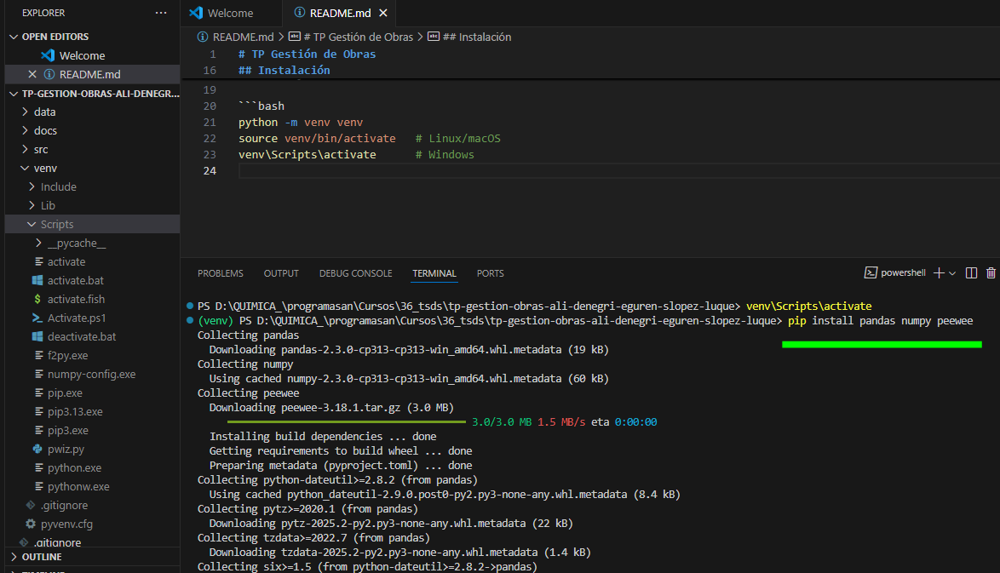 EXPLORER
OPEN EDITORS
Welcome
README.md
TP-GESTION-OBRAS-ALI-DENEGR...
data
docs
src
venv
Include
Lib
Scripts
__pycache__
activate
activate.bat
activate.fish
Activate.ps1
deactivate.bat
f2py.exe
numpy-config.exe
pip.exe
pip3.13.exe
pip3.exe
pwiz.py
python.exe
pythonw.exe
.gitignore
pyvenv.cfg
.gitignore
OUTLINE
Welcome
README.md
README.md > # TP Gestión de Obras > ## Instalación
1 # TP Gestión de Obras
16 ## Instalación
19
20 ```bash
21 python -m venv venv
22 source venv/bin/activate   # Linux/macOS
23 venv\Scripts\activate      # Windows
24
PROBLEMS OUTPUT DEBUG CONSOLE TERMINAL PORTS
powershell
PS D:\QUIMICA_\programasan\Cursos\36_tsds\tp-gestion-obras-ali-denegri-eguren-slopez-luque> venv\Scripts\activate
(venv) PS D:\QUIMICA_\programasan\Cursos\36_tsds\tp-gestion-obras-ali-denegri-eguren-slopez-luque> pip install pandas numpy peewee
Collecting pandas
Downloading pandas-2.3.0-cp313-cp313-win_amd64.whl.metadata (19 kB)
Collecting numpy
Using cached numpy-2.3.0-cp313-cp313-win_amd64.whl.metadata (60 kB)
Collecting peewee
Downloading peewee-3.18.1.tar.gz (3.0 MB)
3.0/3.0 MB 1.5 MB/s eta 0:00:00
Installing build dependencies ... done
Getting requirements to build wheel ... done
Preparing metadata (pyproject.toml) ... done
Collecting python-dateutil>=2.8.2 (from pandas)
Using cached python_dateutil-2.9.0.post0-py2.py3-none-any.whl.metadata (8.4 kB)
Collecting pytz>=2020.1 (from pandas)
Downloading pytz-2025.2-py2.py3-none-any.whl.metadata (22 kB)
Collecting tzdata>=2022.7 (from pandas)
Downloading tzdata-2025.2-py2.py3-none-any.whl.metadata (1.4 kB)
Collecting six>=1.5 (from python-dateutil>=2.8.2->pandas)